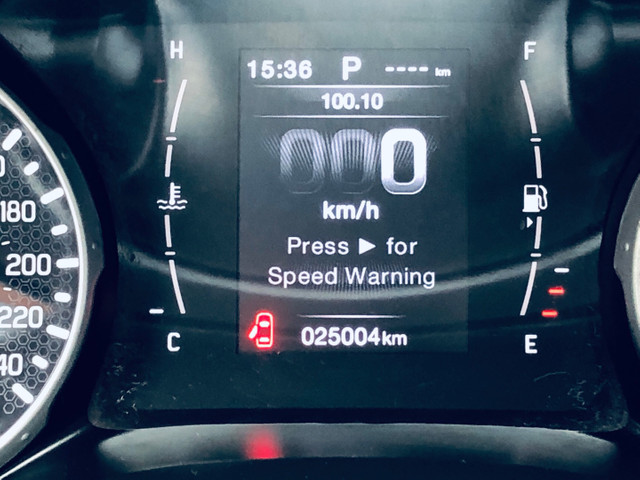 H
F
15:36 P ---- km
100.10
000
km/h
180
Press ► for
200
Speed Warning
220
025004km
C
E